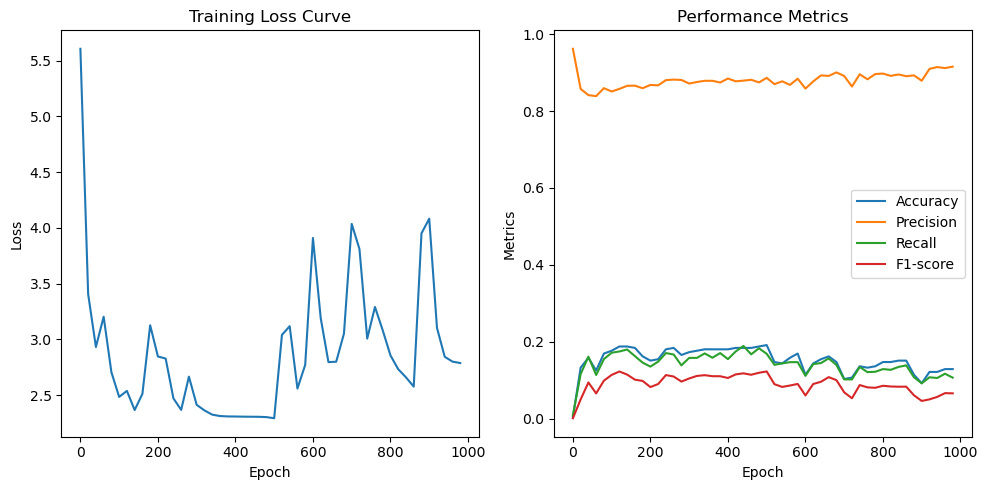 Training Loss Curve
5.5
5.0
4.5
4.0
3.5
3.0
2.5
Loss
0
200
400
600
800
1000
Epoch
Performance Metrics
1.0
0.8
0.6
0.4
0.2
0.0
Metrics
Accuracy
Precision
Recall
F1-score
0
200
400
600
800
1000
Epoch